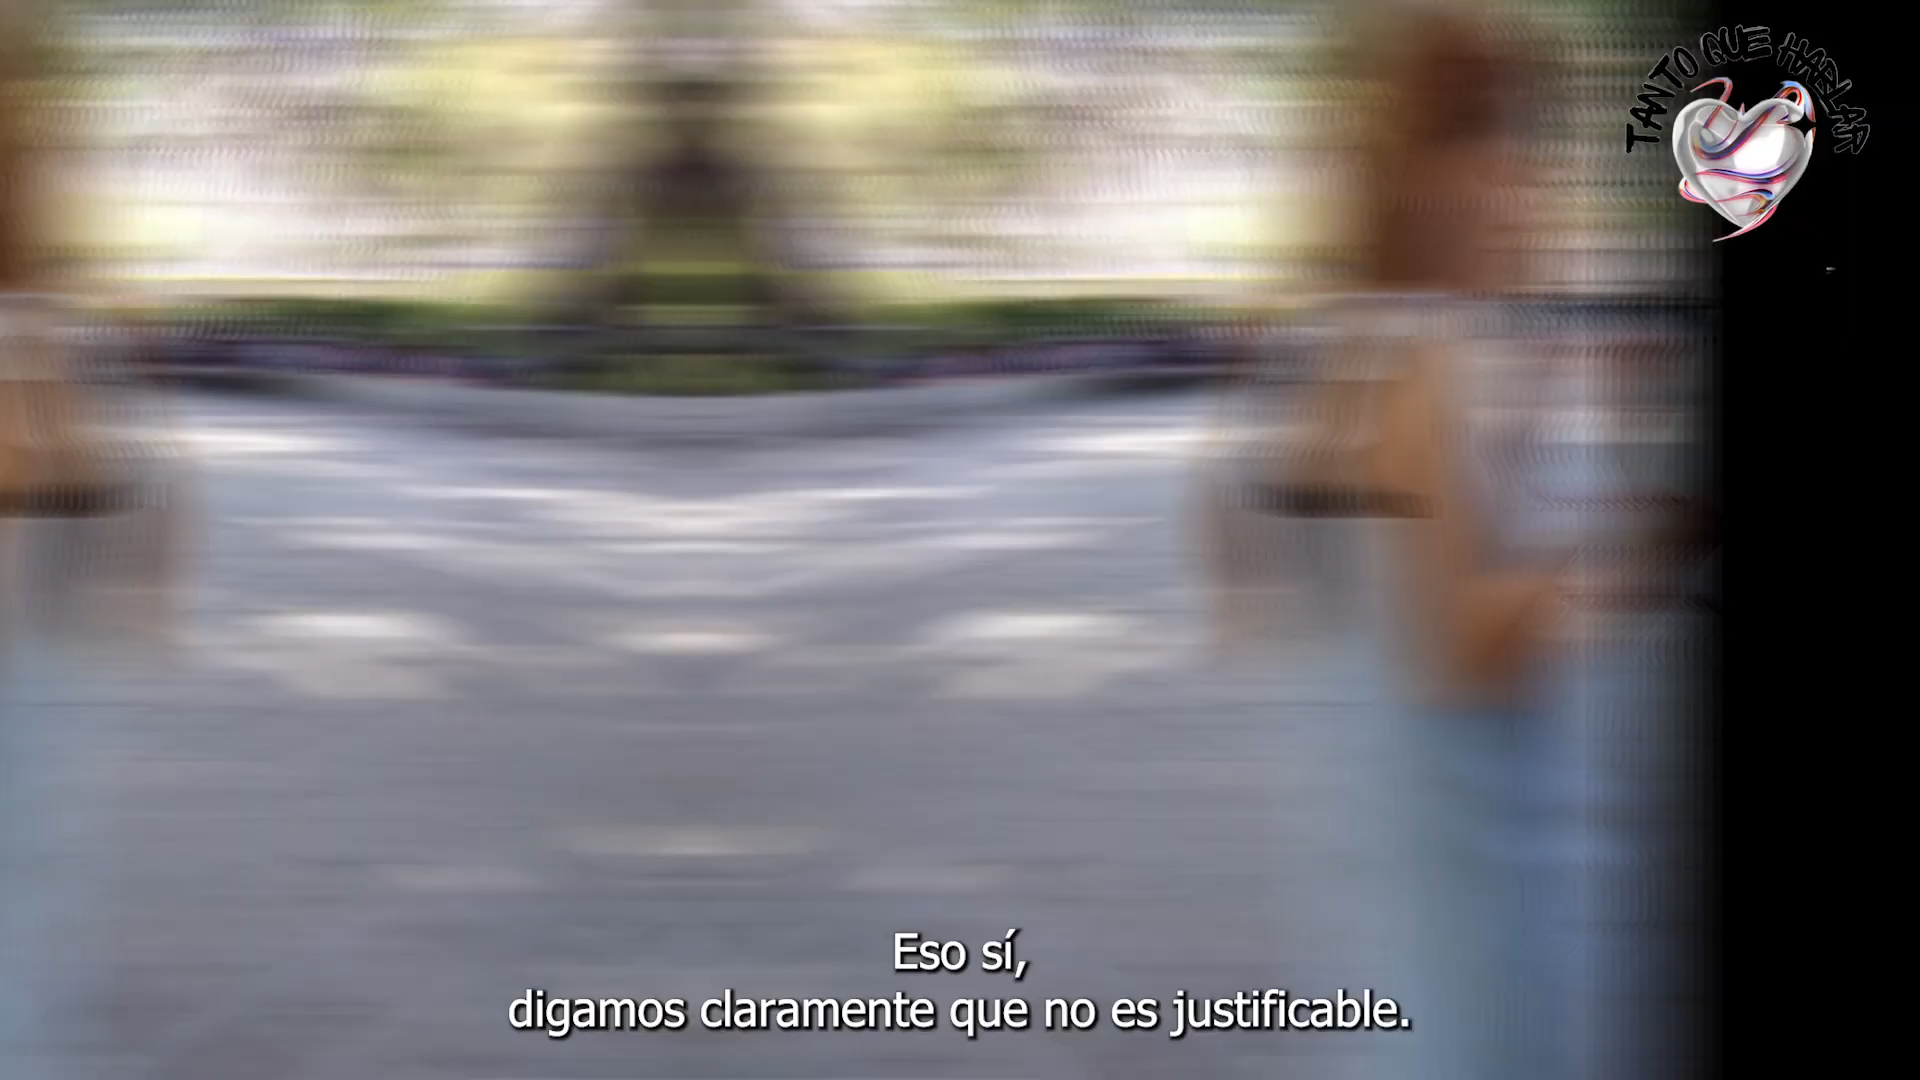 TANTO QUE HABLAR
Eso sí,
digamos claramente que no es justificable.